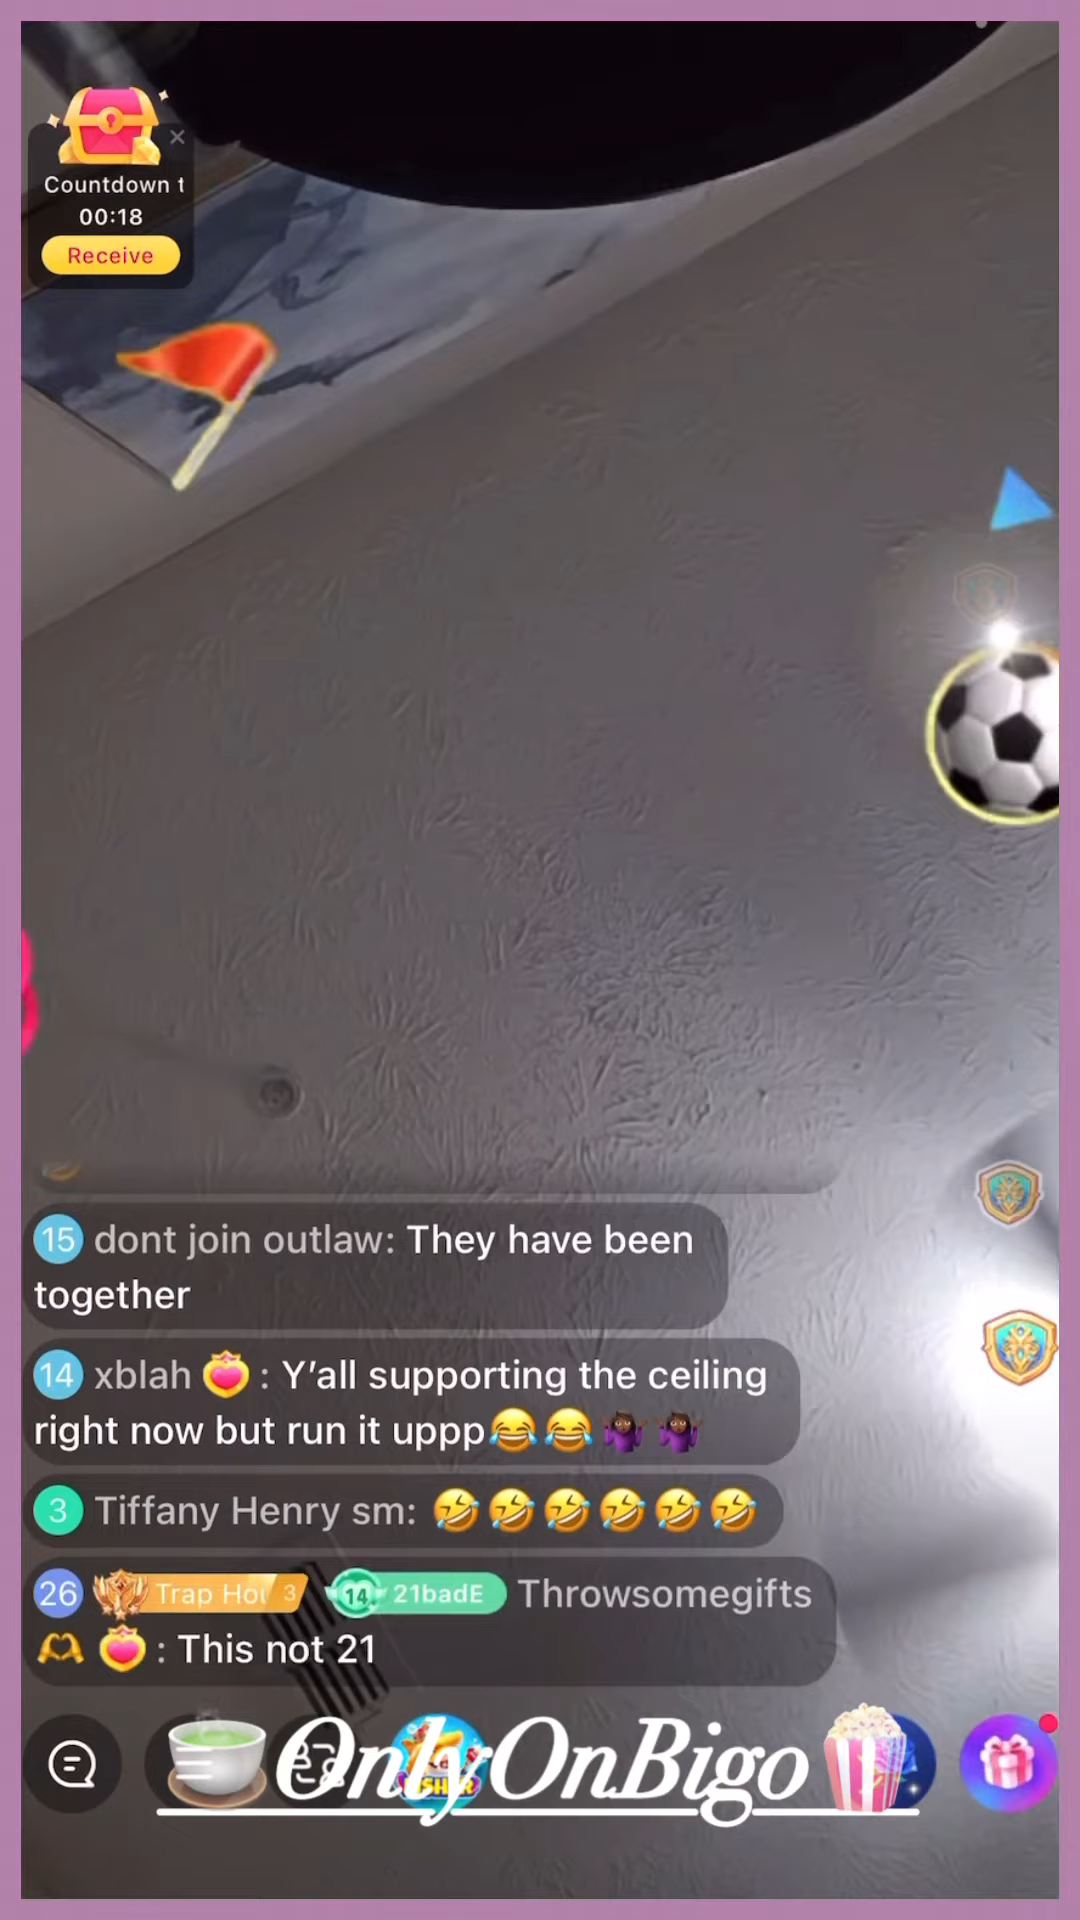 Countdown t
00:18
Receive
15 dont join outlaw: They have been
together
14 xblah 💗 : Y'all supporting the ceiling
right now but run it uppp😂😂🤷🏿‍♀️🤷🏿‍♀️
3 Tiffany Henry sm: 🤣🤣🤣🤣🤣🤣
26 Trap Hou 3 14 21badE Throwsomegifts
🫶 💗 : This not 21
OnlyOnBigo